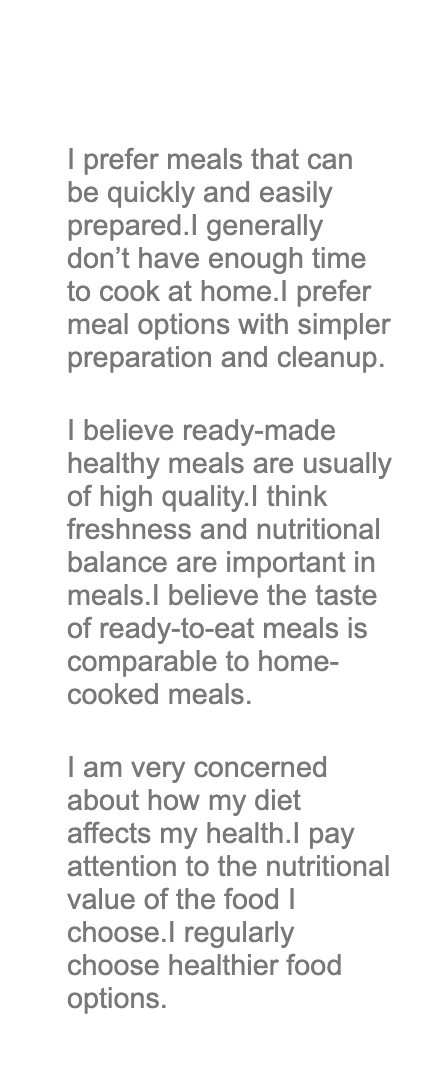 I prefer meals that can
be quickly and easily
prepared.I generally
don’t have enough time
to cook at home.I prefer
meal options with simpler
preparation and cleanup.
I believe ready-made
healthy meals are usually
of high quality.I think
freshness and nutritional
balance are important in
meals.I believe the taste
of ready-to-eat meals is
comparable to home-
cooked meals.
I am very concerned
about how my diet
affects my health.I pay
attention to the nutritional
value of the food I
choose.I regularly
choose healthier food
options.